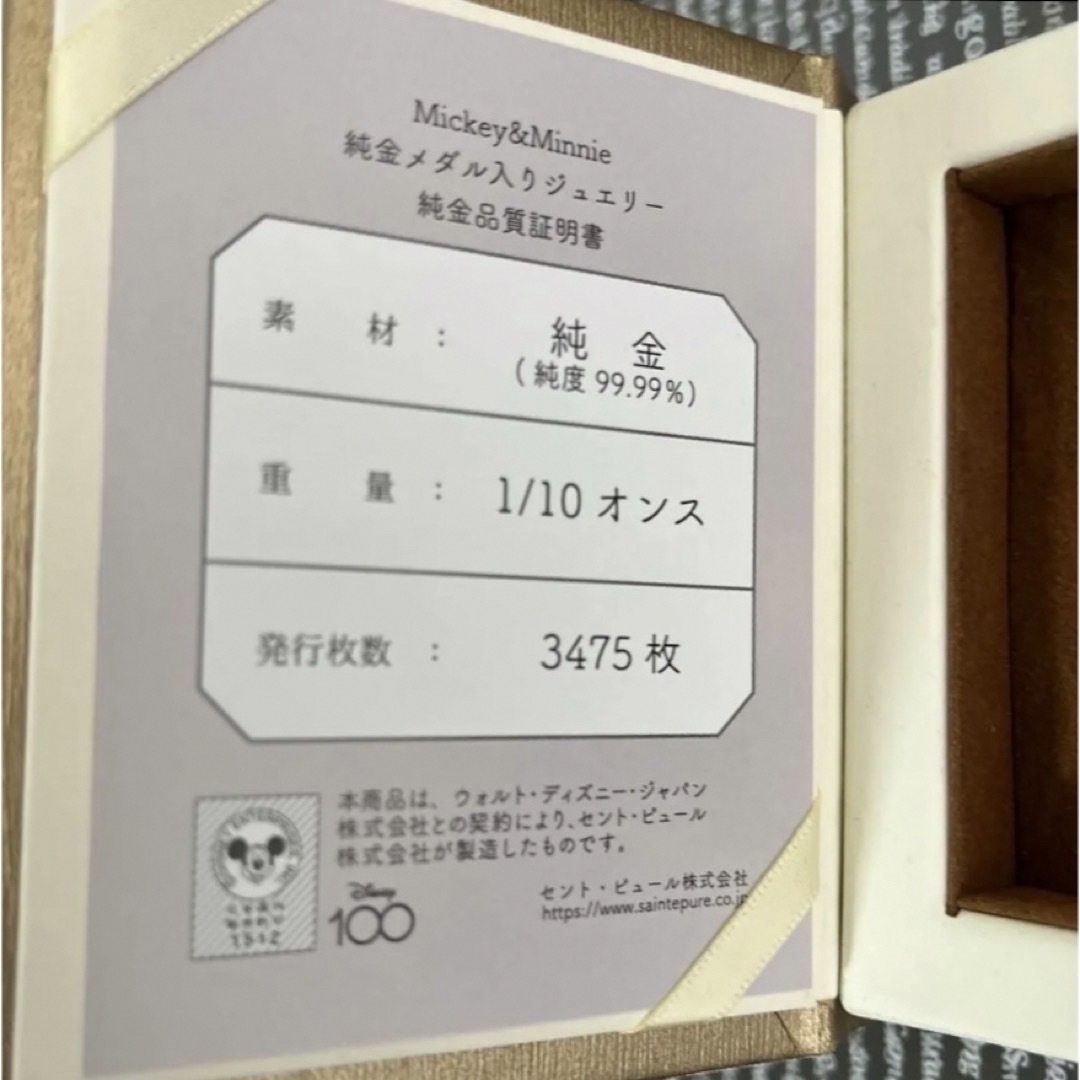 Mickey&Minnie
純金メダル入りジュエリー
純金品質証明書
素材：純金
(純度 99.99%)
重量：1/10 オンス
発行枚数：3475 枚
本商品は、ウォルト・ディズニー・ジャパン
株式会社との契約により、セント・ピュール
株式会社が製造したものです。
Disney
100
セント・ピュール株式会社
https://www.saintepure.co.jp